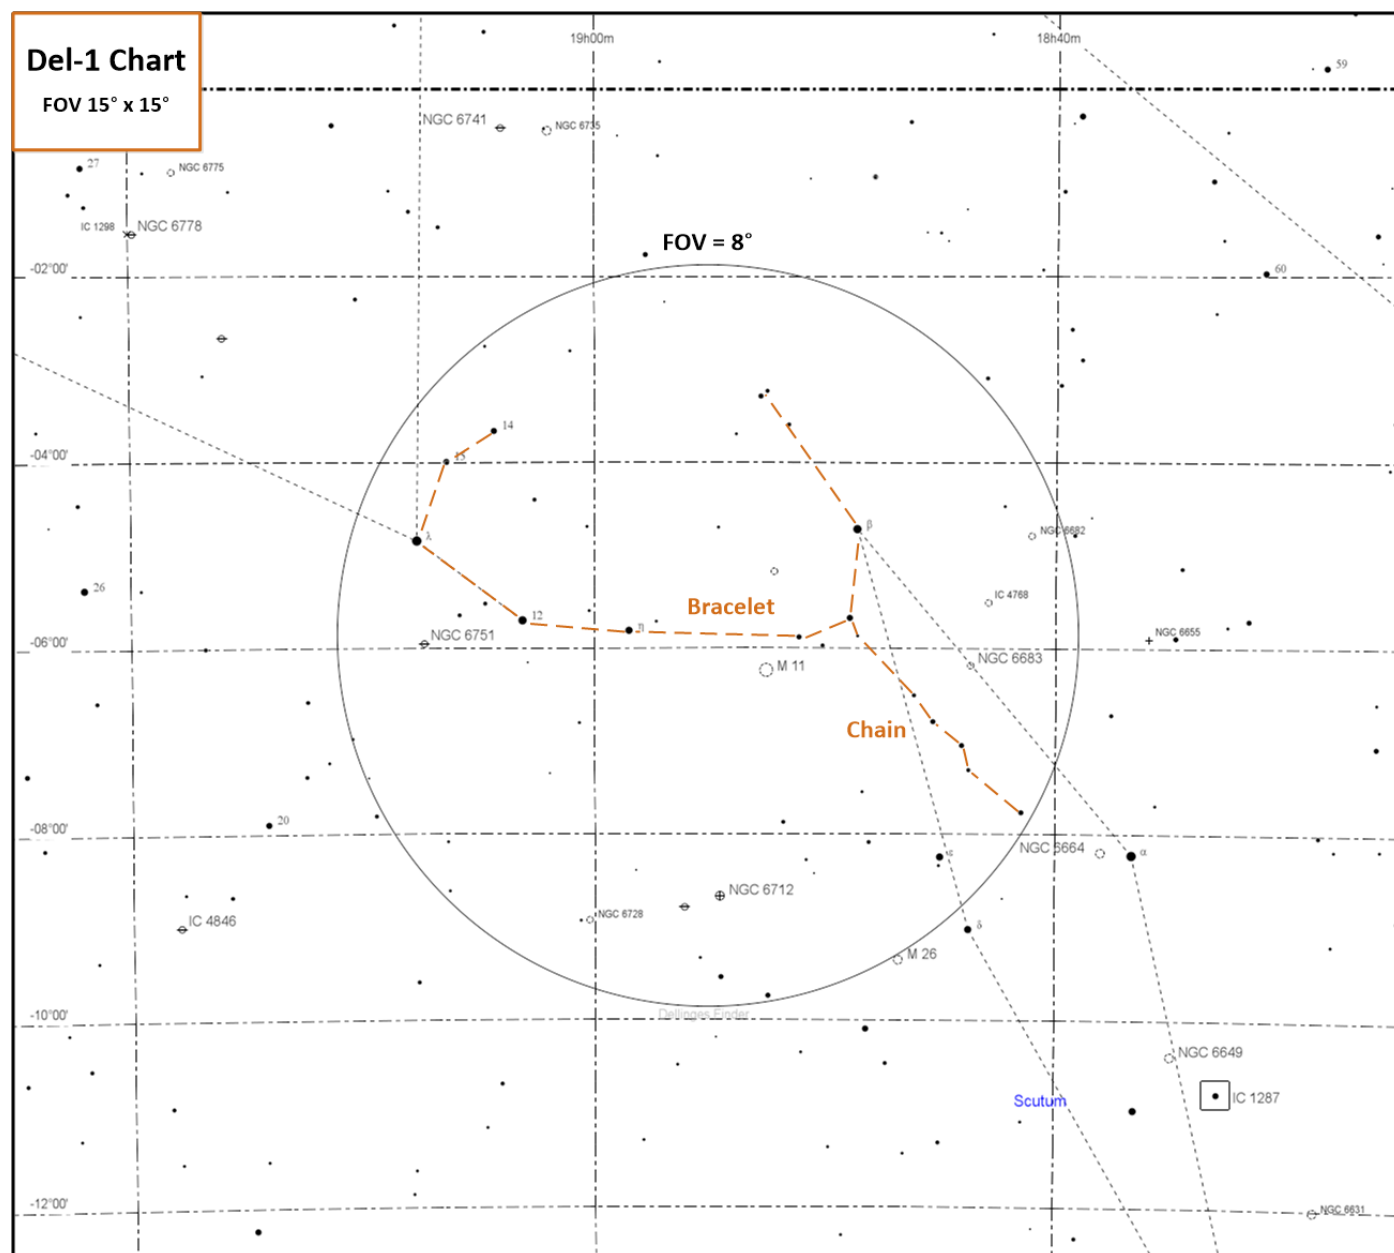 Del-1 Chart
FOV 15° x 15°
19h00m
18h40m
59
NGC 6741
NGC 6735
27
NGC 6775
IC 1298
NGC 6778
FOV = 8°
-02°00'
60
14
-04°00'
15
β
λ
NGC 6682
26
IC 4768
Bracelet
12
η
NGC 6751
-06°00'
NGC 6655
NGC 6683
M 11
Chain
20
-08°00'
NGC 6664
α
ε
NGC 6712
NGC 6728
IC 4846
δ
M 26
-10°00'
Dellinges Finder
NGC 6649
Scutum
IC 1287
-12°00'
NGC 6631